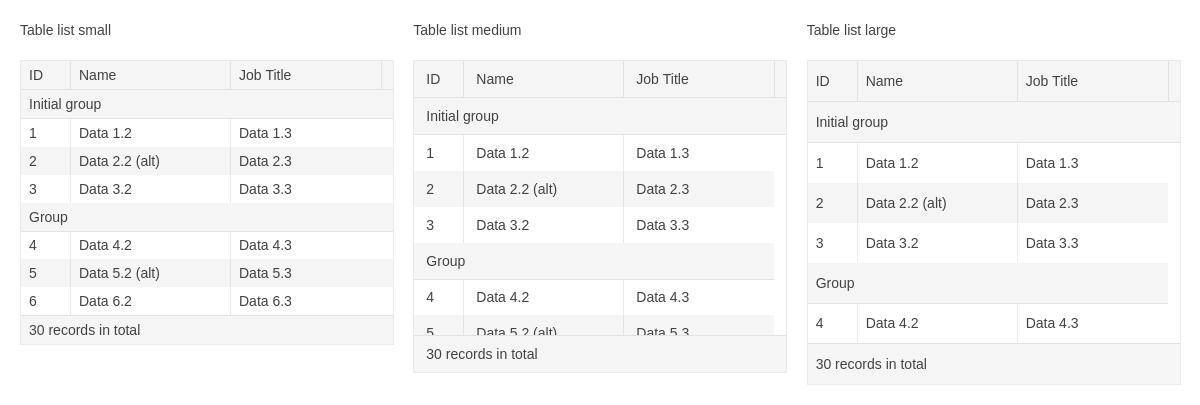 Table list small
ID Name Job Title
Initial group
1 Data 1.2 Data 1.3
2 Data 2.2 (alt) Data 2.3
3 Data 3.2 Data 3.3
Group
4 Data 4.2 Data 4.3
5 Data 5.2 (alt) Data 5.3
6 Data 6.2 Data 6.3
30 records in total
Table list medium
ID Name Job Title
Initial group
1 Data 1.2 Data 1.3
2 Data 2.2 (alt) Data 2.3
3 Data 3.2 Data 3.3
Group
4 Data 4.2 Data 4.3
5 Data 5.2 (alt) Data 5.3
30 records in total
Table list large
ID Name Job Title
Initial group
1 Data 1.2 Data 1.3
2 Data 2.2 (alt) Data 2.3
3 Data 3.2 Data 3.3
Group
4 Data 4.2 Data 4.3
30 records in total